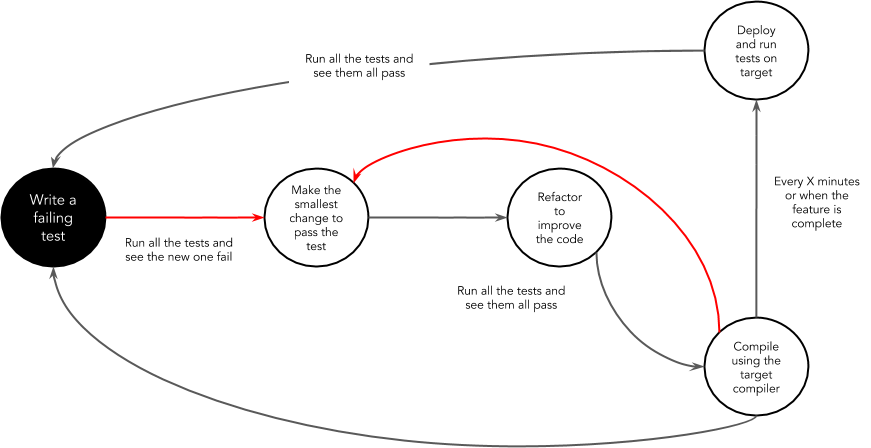 Deploy
and run
tests on
target
Run all the tests and
see them all pass
Write a
failing
test
Run all the tests and
see the new one fail
Make the
smallest
change to
pass the
test
Refactor
to
improve
the code
Run all the tests and
see them all pass
Every X minutes
or when the
feature is
complete
Compile
using the
target
compiler